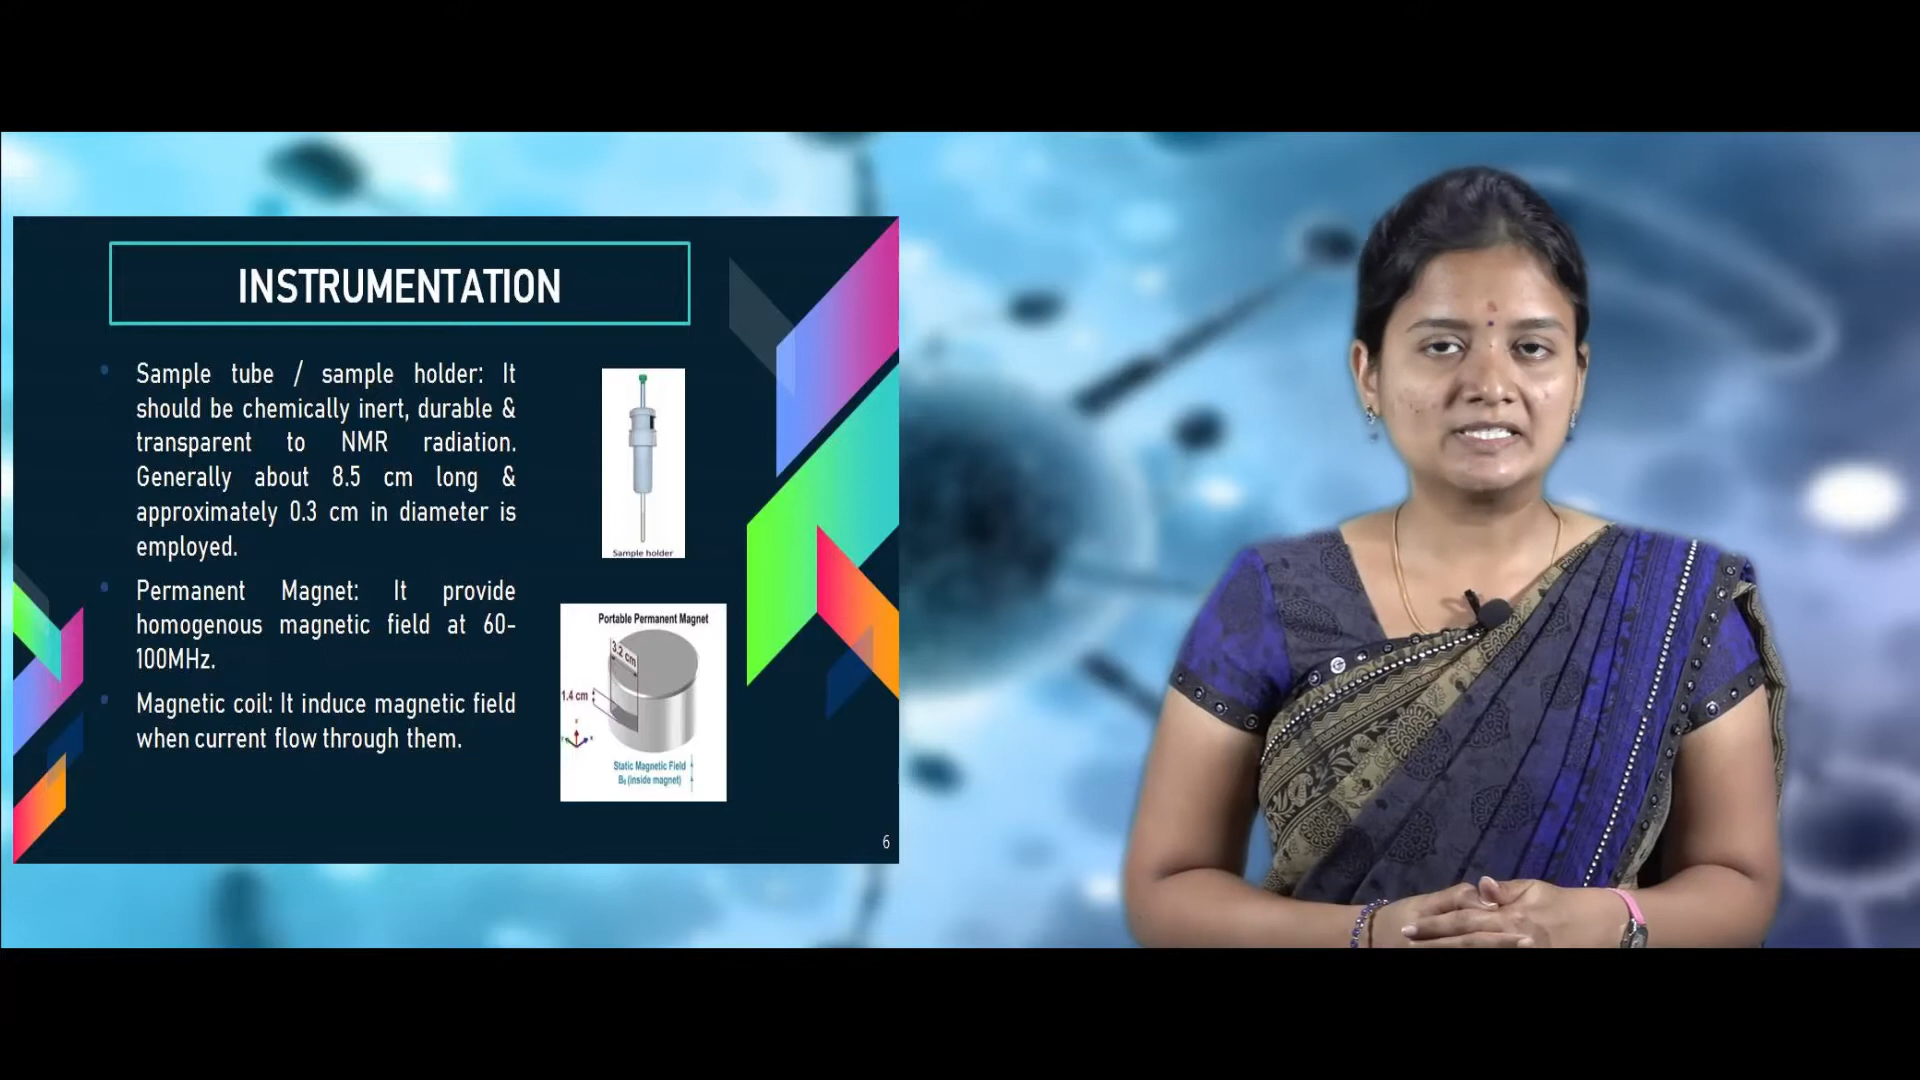 INSTRUMENTATION
Sample tube / sample holder: It
should be chemically inert, durable &
transparent to NMR radiation.
Generally about 8.5 cm long &
approximately 0.3 cm in diameter is
employed.
Permanent Magnet: It provide
homogenous magnetic field at 60-
100MHz.
Magnetic coil: It induce magnetic field
when current flow through them.
Sample holder
Portable Permanent Magnet
3.2 cm
1.4 cm
Static Magnetic Field
B₀ (inside magnet)
6